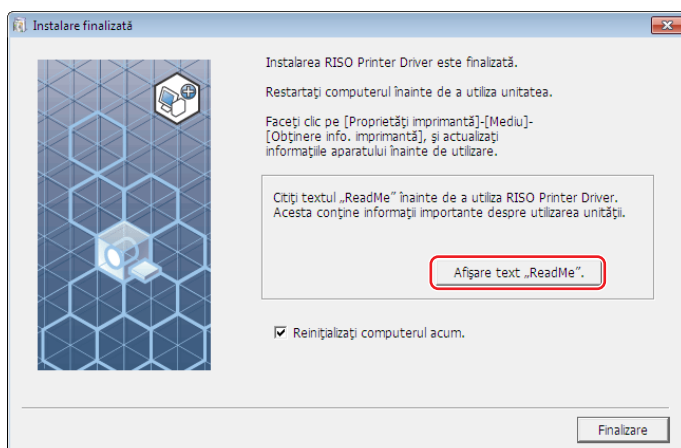 Instalare finalizată
Instalarea RISO Printer Driver este finalizată.
Restartați computerul înainte de a utiliza unitatea.
Faceți clic pe [Proprietăți imprimantă]-[Mediu]-
[Obținere info. imprimantă], și actualizați
informațiile aparatului înainte de utilizare.
Citiți textul „ReadMe” înainte de a utiliza RISO Printer Driver.
Acesta conține informații importante despre utilizarea unității.
Afișare text „ReadMe”.
Reinițializați computerul acum.
Finalizare